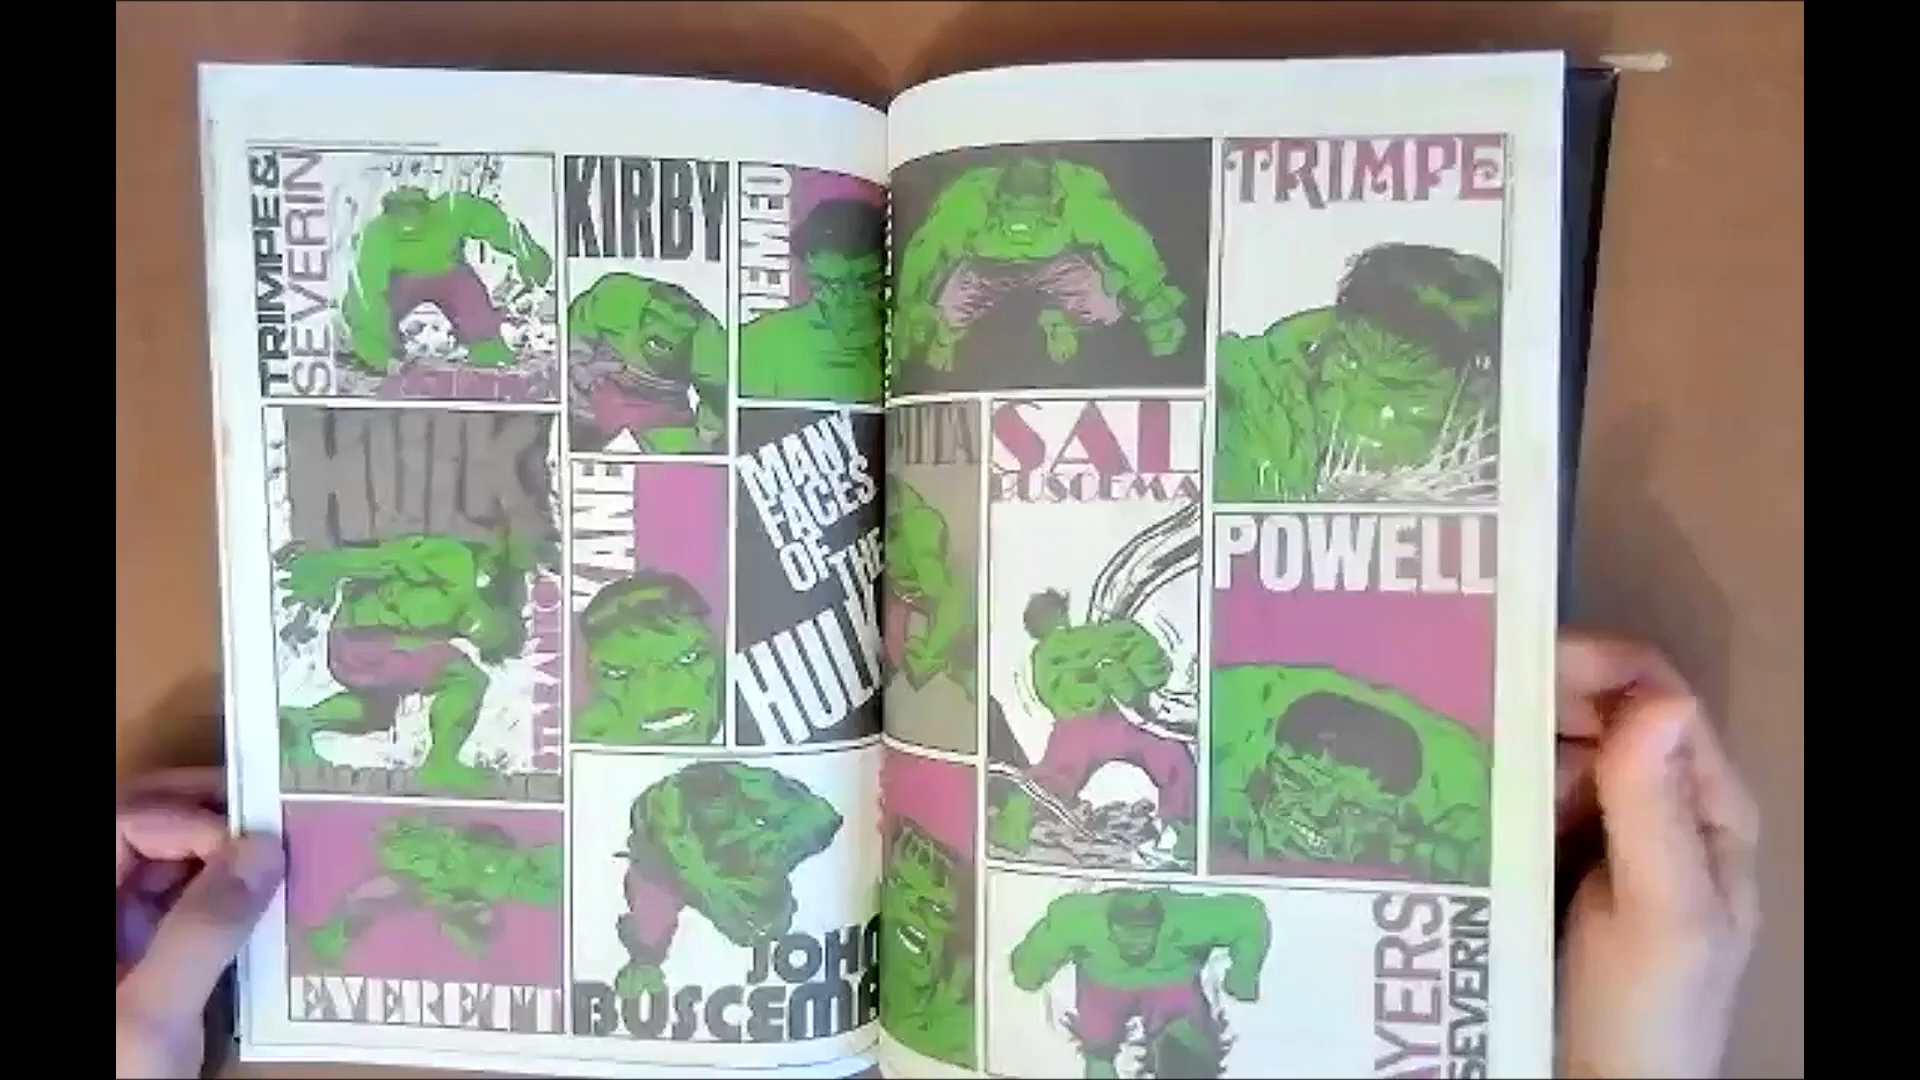 TRIMPE &
SEVERIN
KIRBY
TRIMPE
HULK
KANE
MANY
FACES
OF THE
HULK
SAL
BUSCEMA
POWELL
EVERETT
JOHN
BUSCEMA
AYERS
SEVERIN